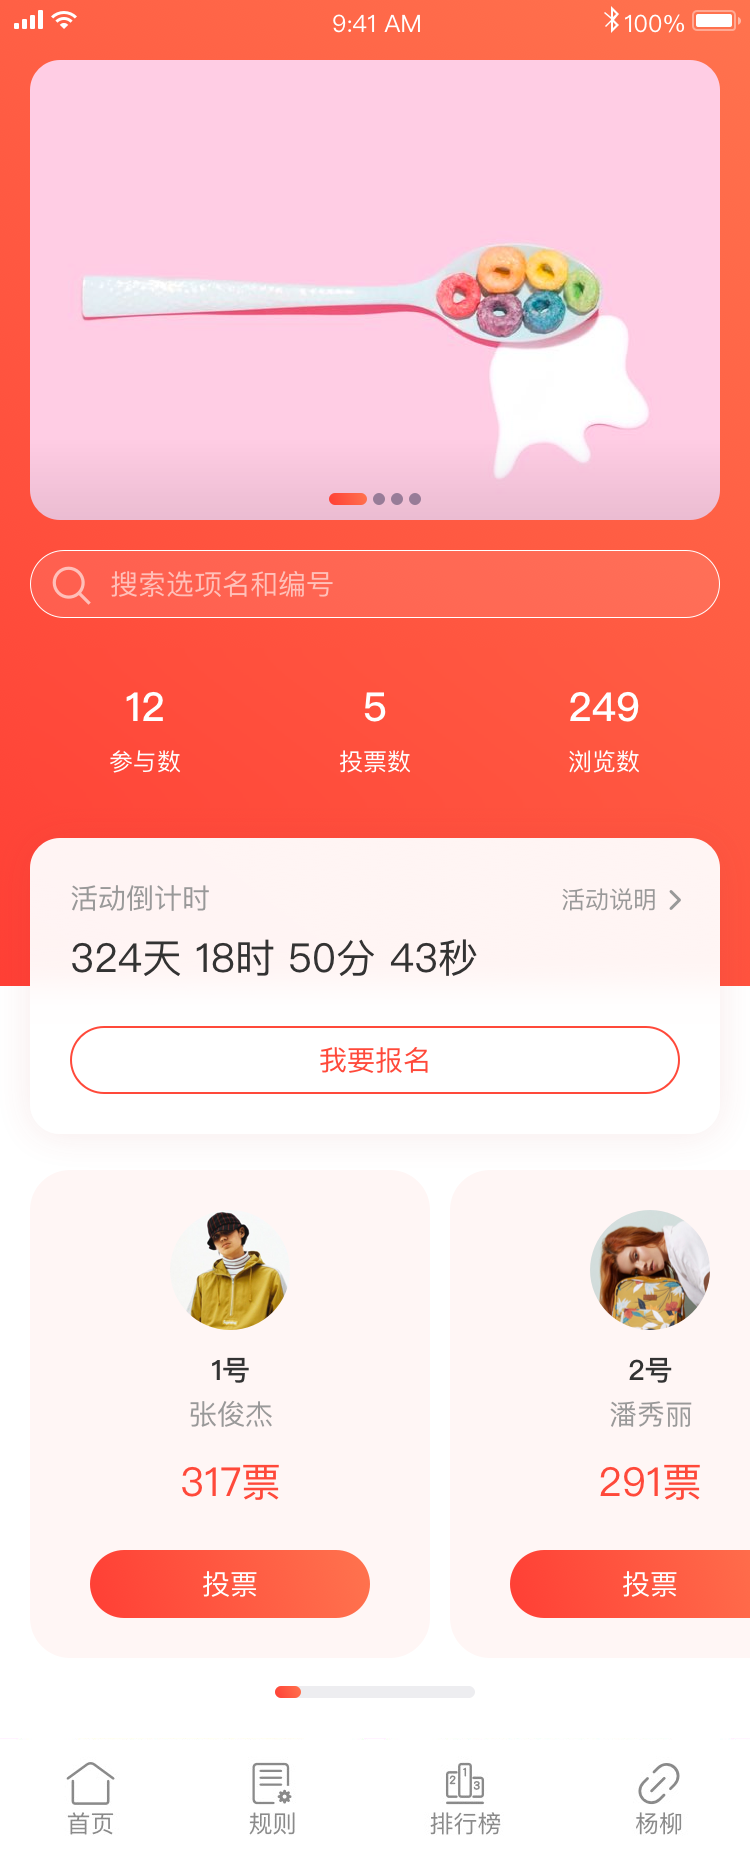 9:41 AM
100%
搜索选项名和编号
12
5
249
参与数
投票数
浏览数
活动倒计时
活动说明
324天 18时 50分 43秒
我要报名
1号
2号
张俊杰
潘秀丽
317票
291票
投票
投票
2 1 3
首页
规则
排行榜
杨柳